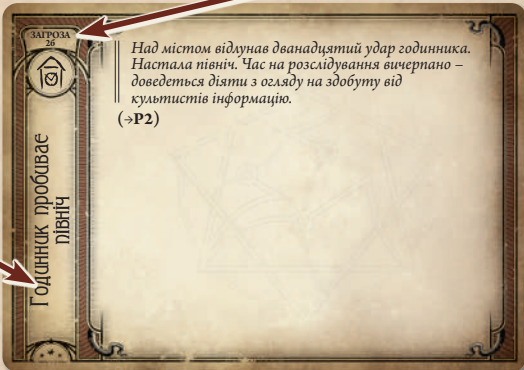 ЗАГРОЗА
2б
Над містом відлунав дванадцятий удар годинника.
Настала північ. Час на розслідування вичерпано –
доведеться діяти з огляду на здобуту від
культистів інформацію.
(→Р2)
Годинник пробиває
північ